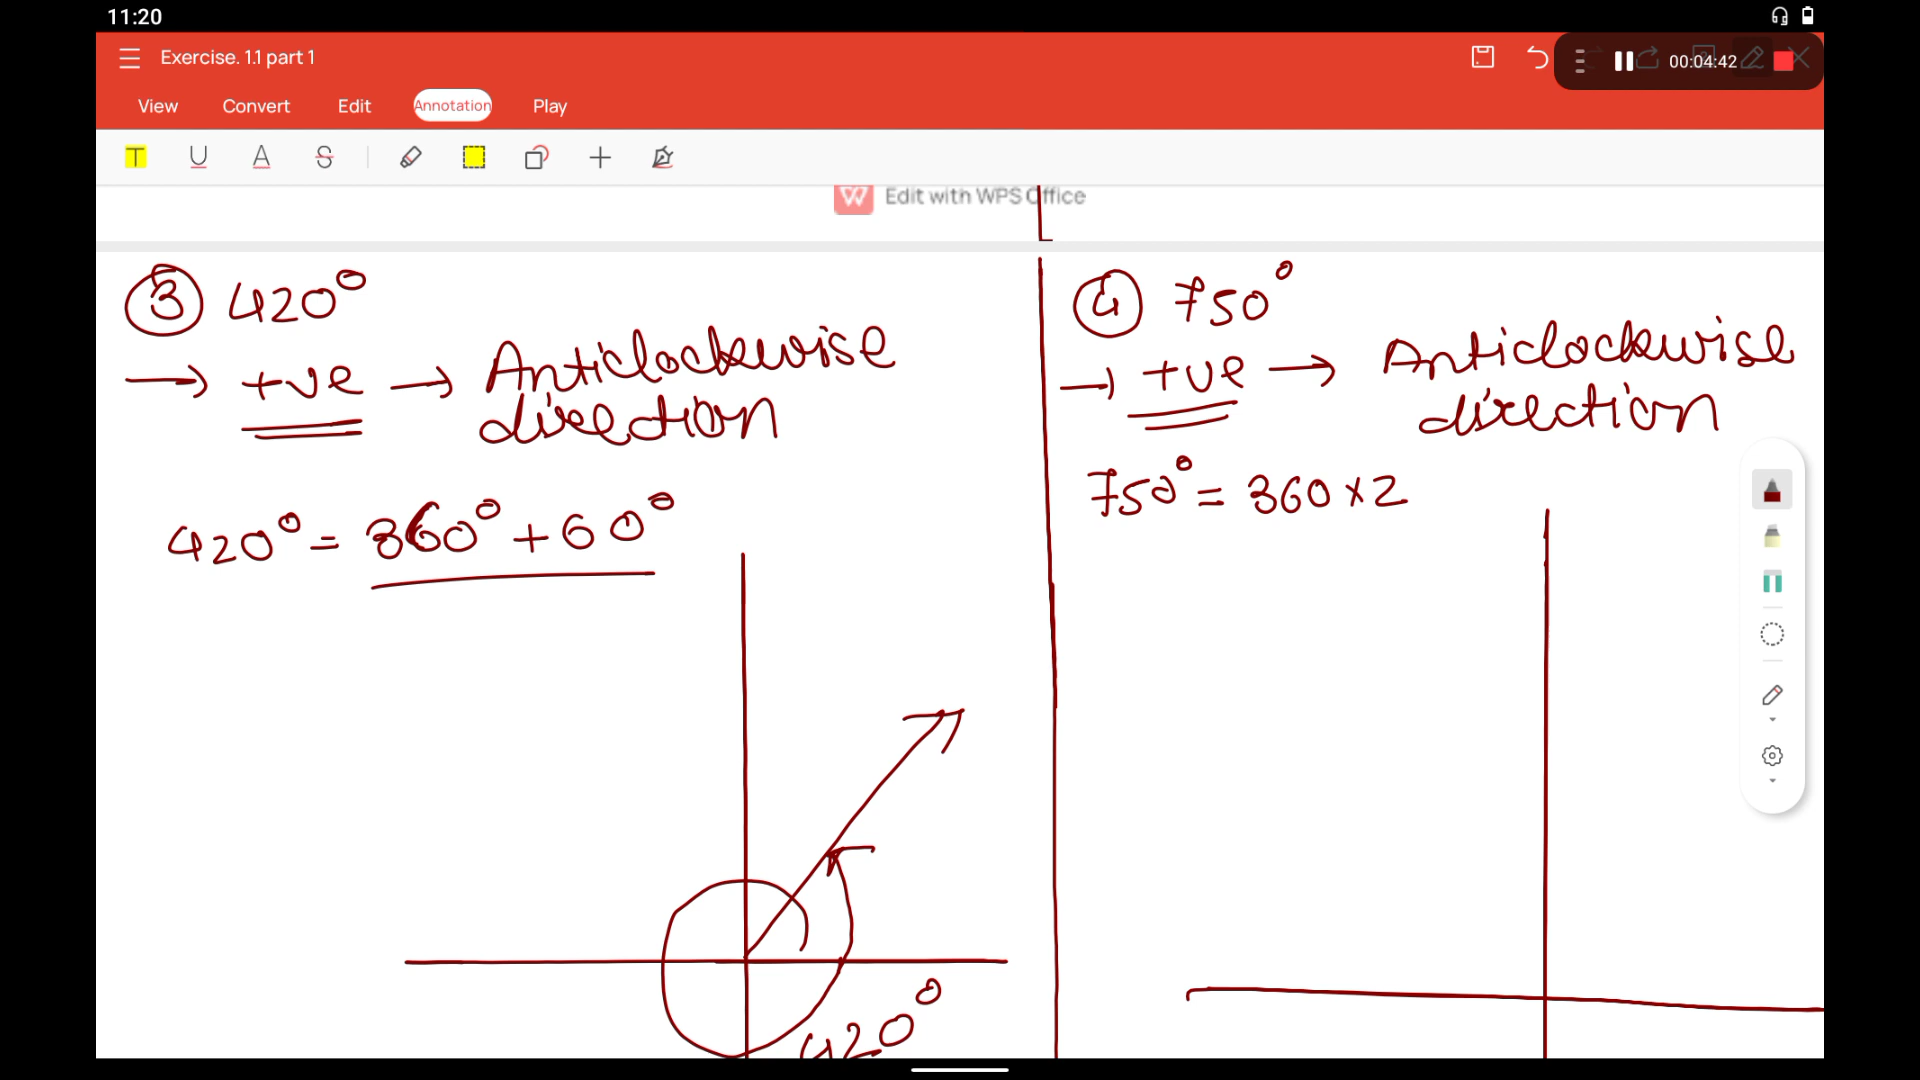 11:20
Exercise. 1.1 part 1
00:04:42
View Convert Edit Annotation Play
T U A S
Edit with WPS Office
③ 420°
→ +ve → Anticlockwise
direction
420° = 360° + 60°
420°
④ 750°
→ +ve → Anticlockwise
direction
750° = 360 × 2